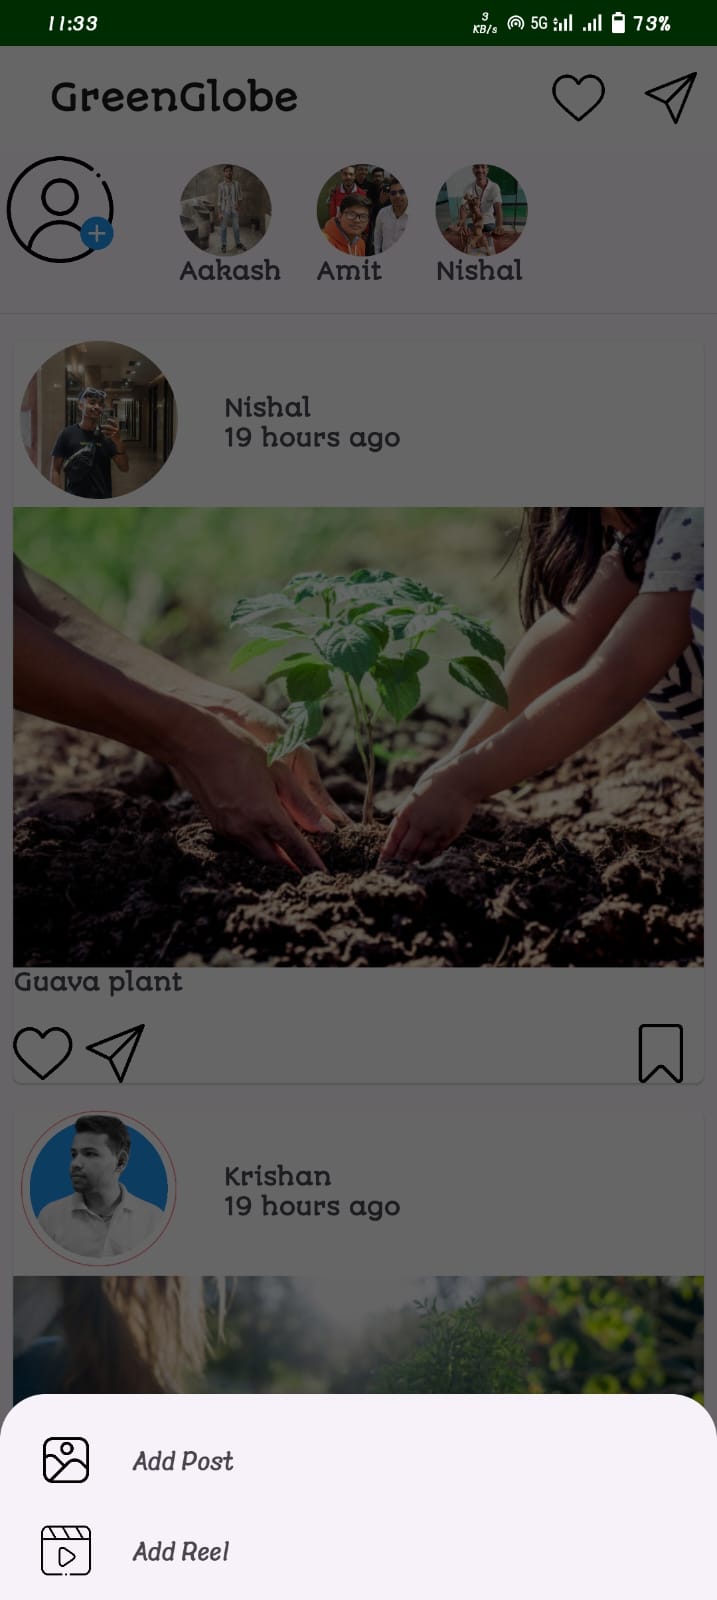 11:33
3
KB/s
5G
73%
GreenGlobe
Aakash
Amit
Nishal
Nishal
19 hours ago
Guava plant
Krishan
19 hours ago
Add Post
Add Reel